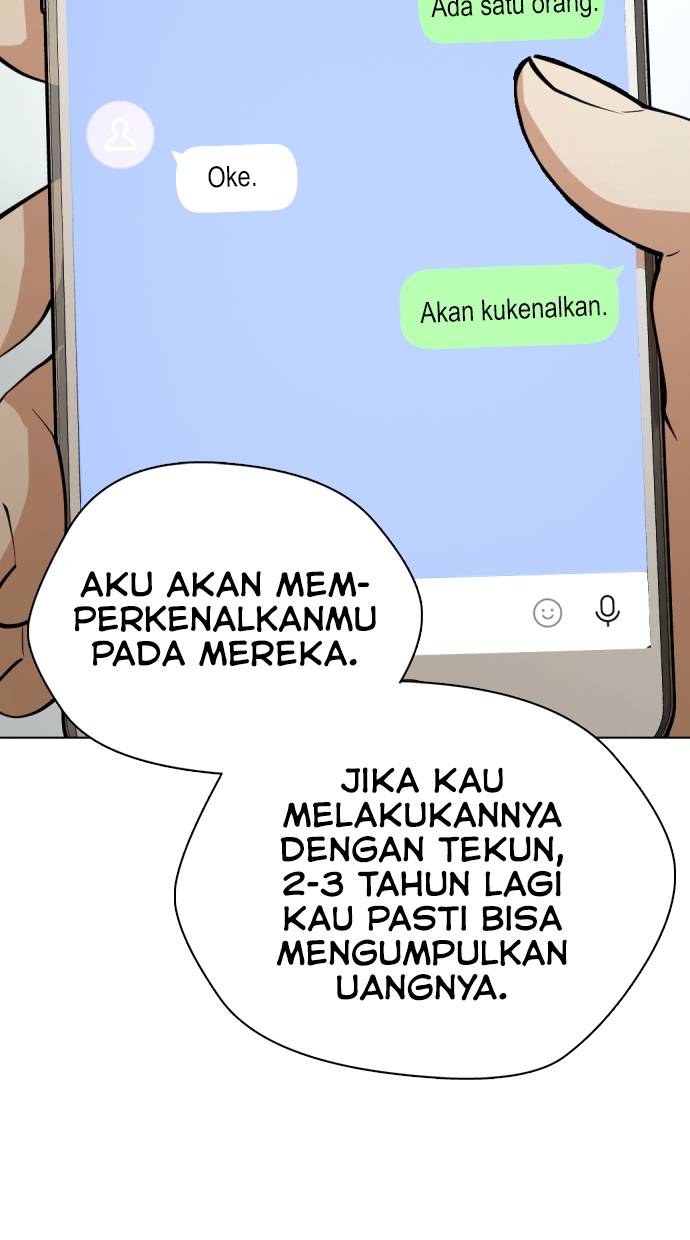 Ada satu orang.
Oke.
Akan kukenalkan.
AKU AKAN MEM-
PERKENALKANMU
PADA MEREKA.
JIKA KAU
MELAKUKANNYA
DENGAN TEKUN,
2-3 TAHUN LAGI
KAU PASTI BISA
MENGUMPULKAN
UANGNYA.